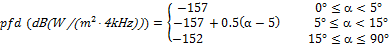 pfd (dB(W/(m² · 4kHz))) = { −157 0° ≤ α < 5°
−157 + 0.5(α − 5) 5° ≤ α < 15°
−152 15° ≤ α ≤ 90°